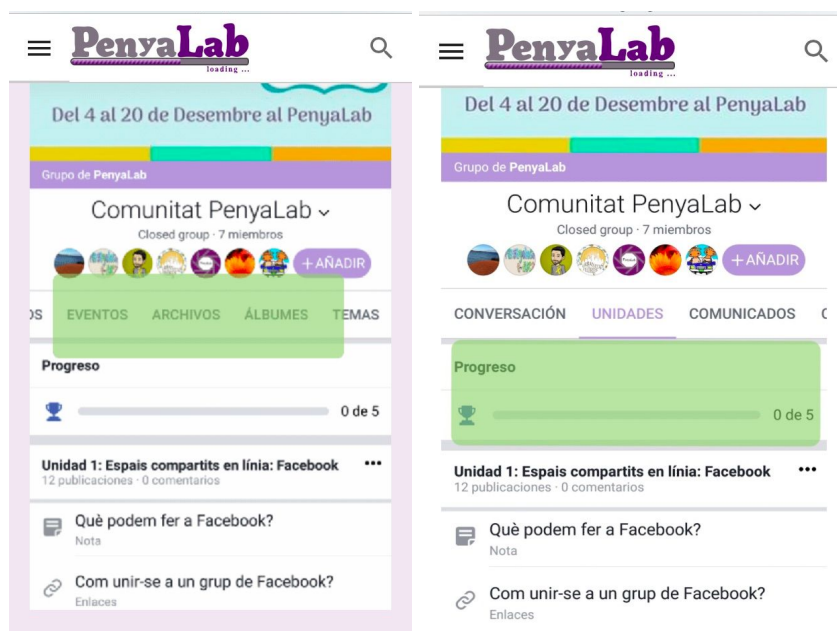 PenyaLab
loading ...
Del 4 al 20 de Desembre al PenyaLab
Grupo de PenyaLab
Comunitat PenyaLab
Closed group · 7 miembros
+ AÑADIR
OS EVENTOS ARCHIVOS ÁLBUMES TEMAS
Progreso
0 de 5
Unidad 1: Espais compartits en línia: Facebook
12 publicaciones · 0 comentarios
Què podem fer a Facebook?
Nota
Com unir-se a un grup de Facebook?
Enlaces
PenyaLab
loading ...
Del 4 al 20 de Desembre al PenyaLab
Grupo de PenyaLab
Comunitat PenyaLab
Closed group · 7 miembros
+ AÑADIR
CONVERSACIÓN UNIDADES COMUNICADOS
Progreso
0 de 5
Unidad 1: Espais compartits en línia: Facebook
12 publicaciones · 0 comentarios
Què podem fer a Facebook?
Nota
Com unir-se a un grup de Facebook?
Enlaces